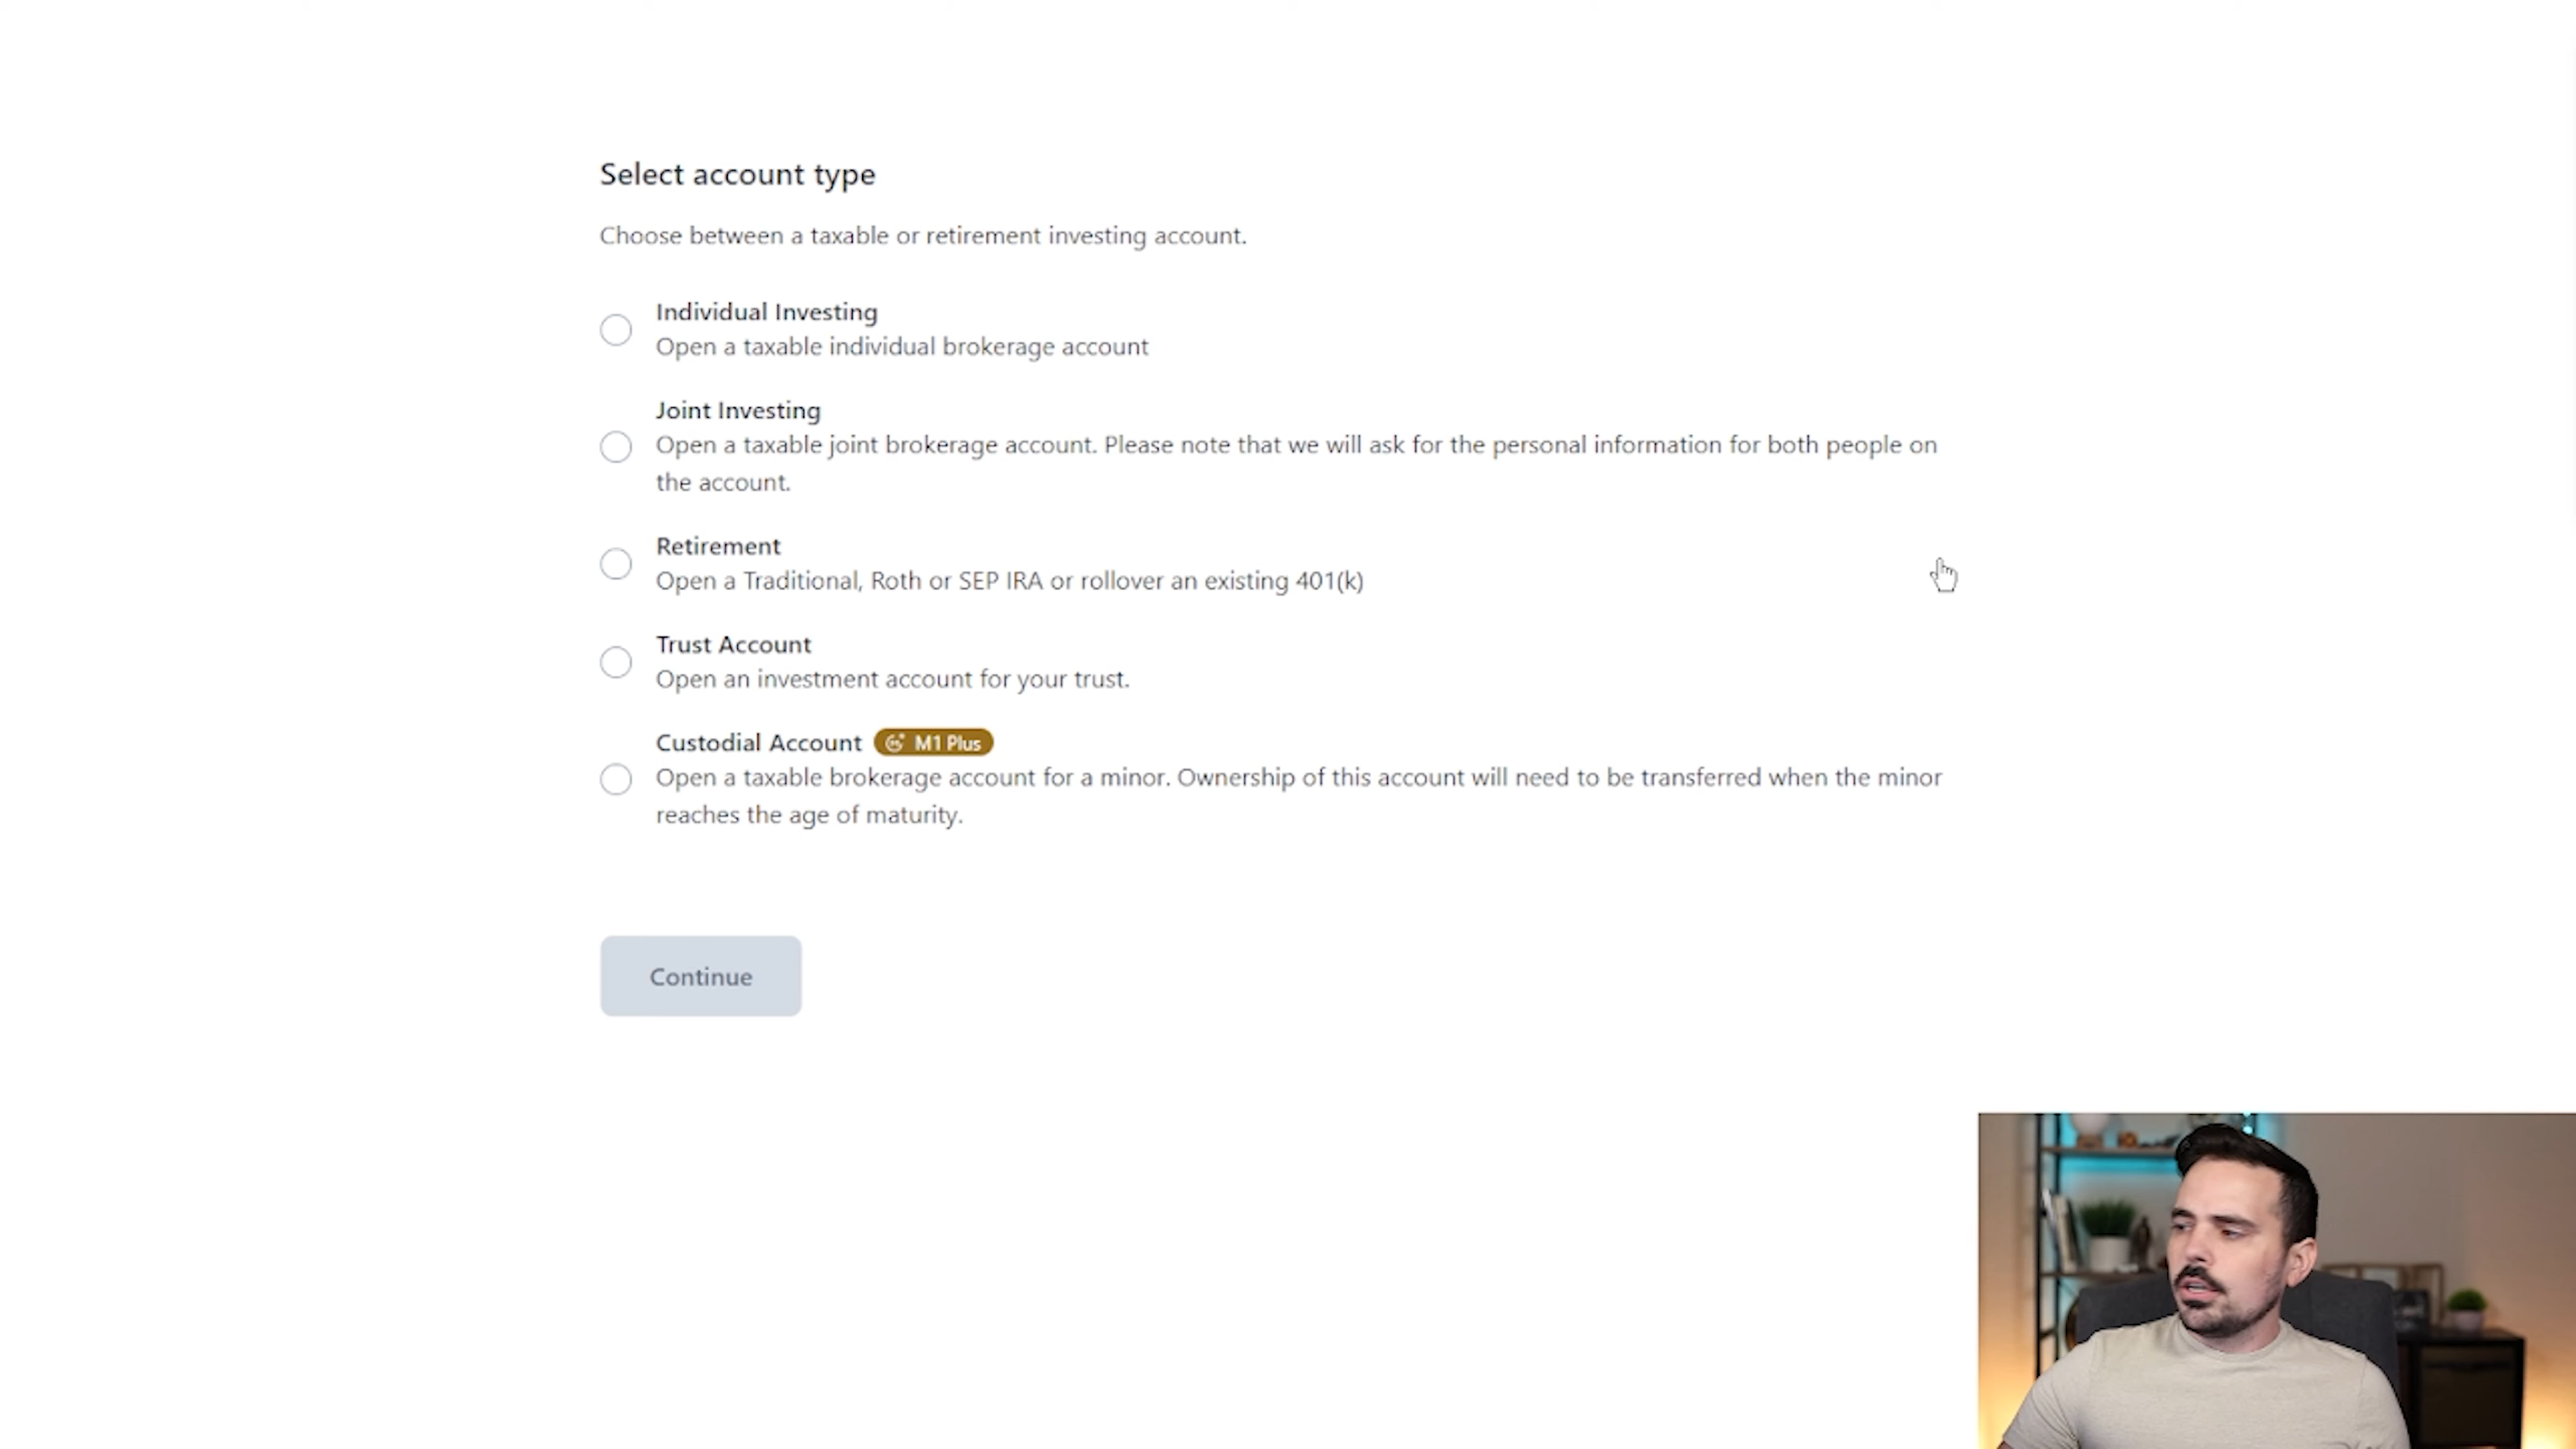 Select account type
Choose between a taxable or retirement investing account.
Individual Investing
Open a taxable individual brokerage account
Joint Investing
Open a taxable joint brokerage account. Please note that we will ask for the personal information for both people on
the account.
Retirement
Open a Traditional, Roth or SEP IRA or rollover an existing 401(k)
Trust Account
Open an investment account for your trust.
Custodial Account M1 Plus
Open a taxable brokerage account for a minor. Ownership of this account will need to be transferred when the minor
reaches the age of maturity.
Continue